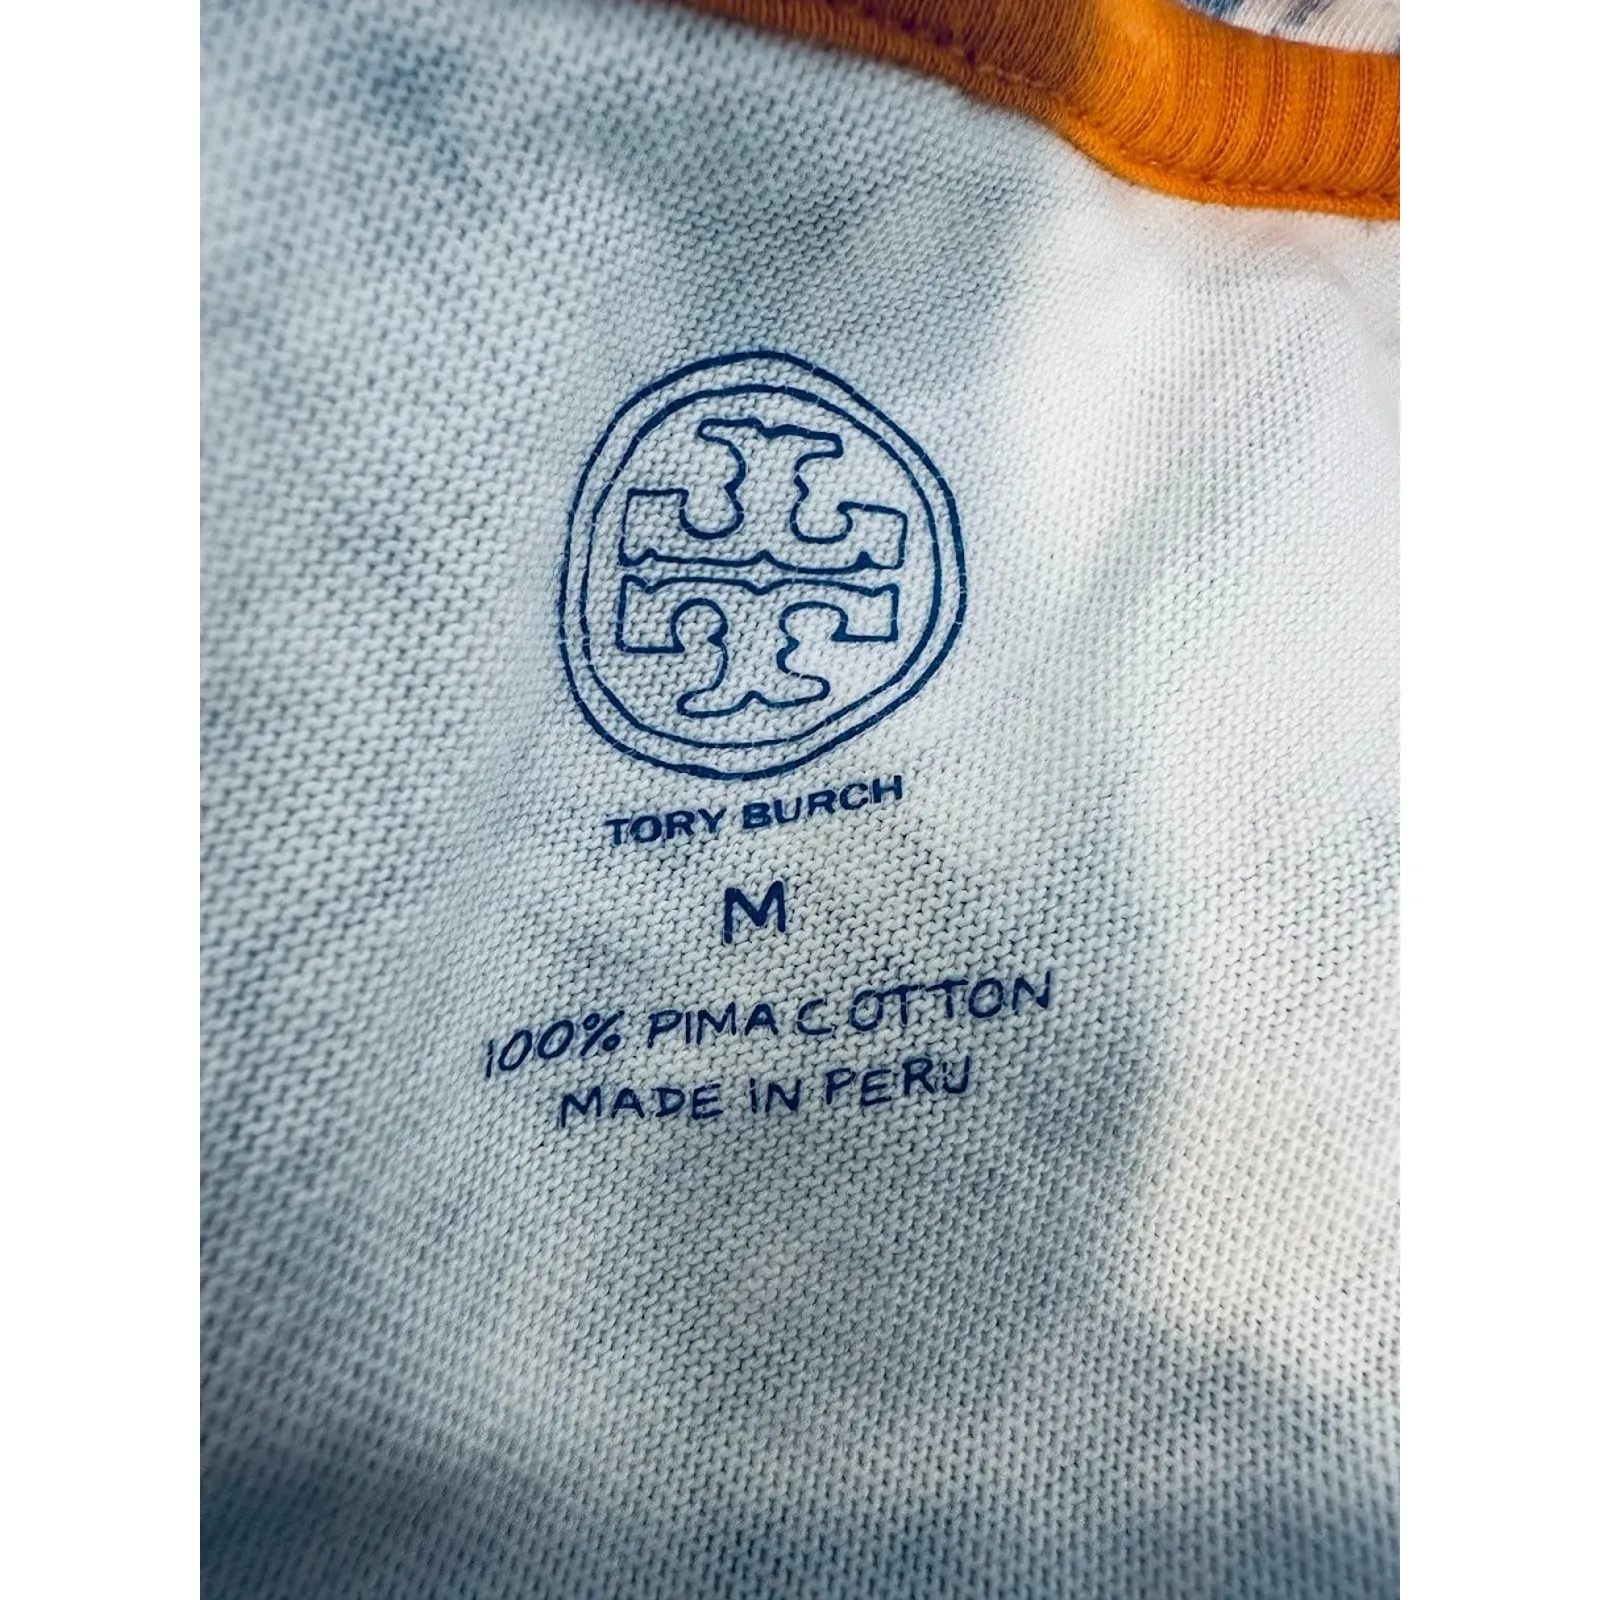 TORY BURCH
M
100% PIMA COTTON
MADE IN PERU